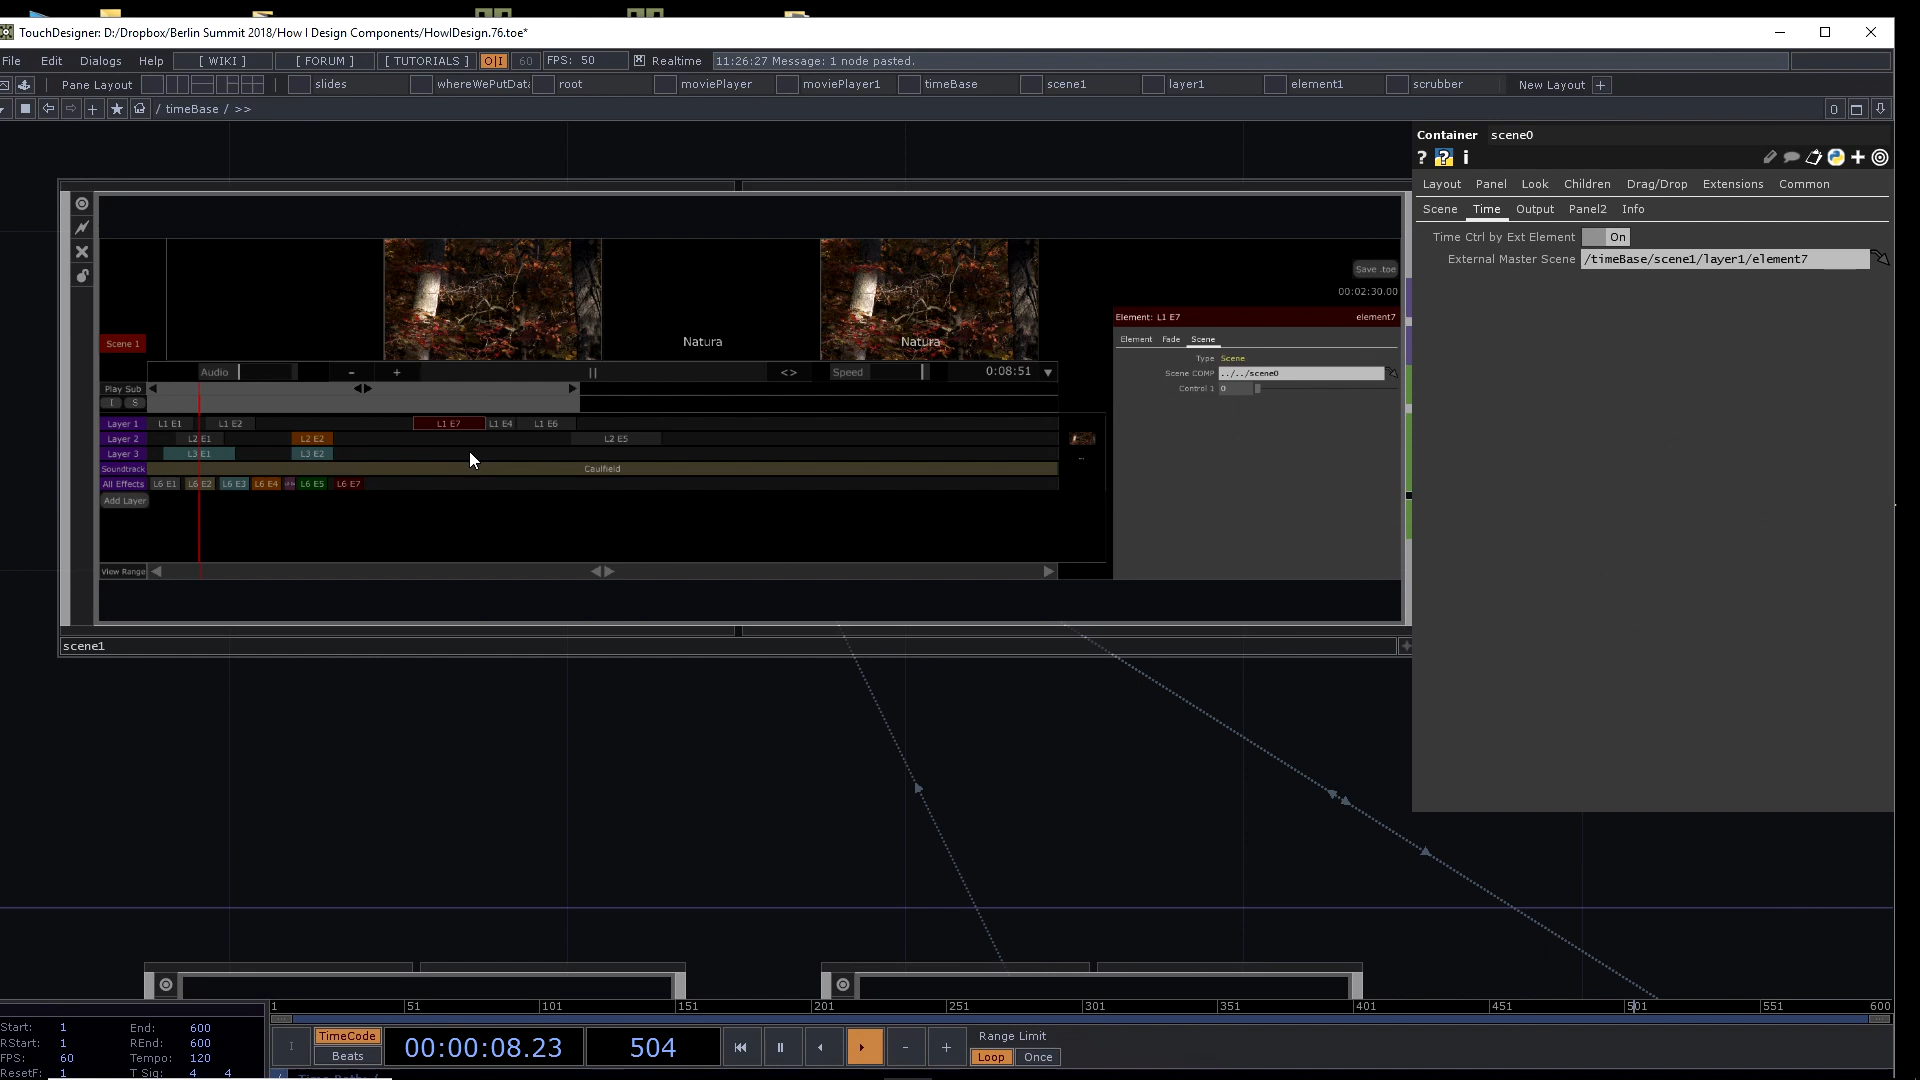 TouchDesigner: D:/Dropbox/Berlin Summit 2018/How I Design Components/HowIDesign.76.toe*
File Edit Dialogs Help [ WIKI ] [ FORUM ] [ TUTORIALS ] O|I 60 FPS: 50 Realtime 11:26:27 Message: 1 node pasted.
Pane Layout slides whereWePutData root moviePlayer moviePlayer1 timeBase scene1 layer1 element1 scrubber New Layout +
/ timeBase / >> 0
Container scene0
? ? i
Layout Panel Look Children Drag/Drop Extensions Common
Scene Time Output Panel2 Info
Time Ctrl by Ext Element On
External Master Scene /timeBase/scene1/layer1/element7
Save .toe
00:02:30.00
Element: L1 E7 element7
Element Fade Scene
Type Scene
Scene COMP ../../scene0
Control 1 0
Scene 1 Natura Natura
Audio - + || <> Speed 0:08:51
Play Sub
I S
Layer 1 L1 E1 L1 E2 L1 E7 L1 E4 L1 E6
Layer 2 L2 E1 L2 E2 L2 E5
Layer 3 L3 E1 L3 E2
Soundtrack Caulfield
All Effects L6 E1 L6 E2 L6 E3 L6 E4 L6 E5 L6 E7
Add Layer
View Range
scene1
1 51 101 151 201 251 301 351 401 451 501 551 600
Start: 1 End: 600
RStart: 1 REnd: 600
FPS: 60 Tempo: 120
ResetF: 1 T Sig: 4 4
I TimeCode Beats 00:00:08.23 504 - + Range Limit
Loop Once